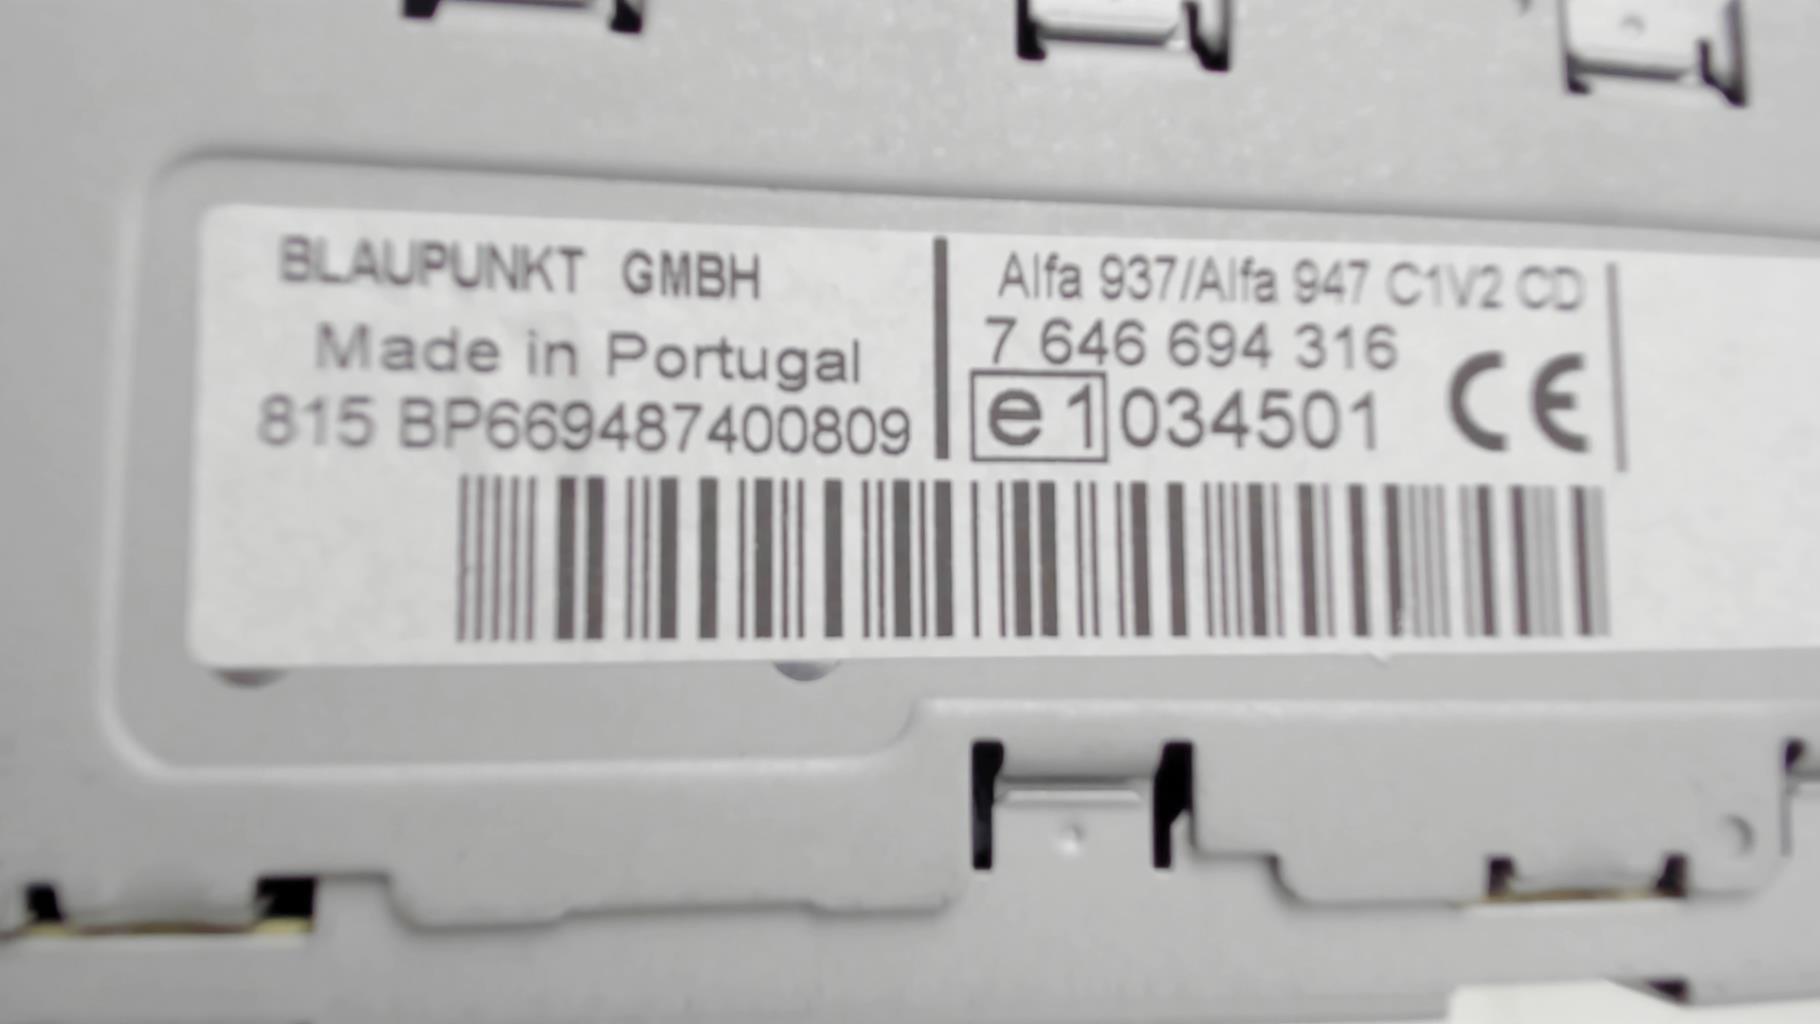 BLAUPUNKT GMBH
Made in Portugal
815 BP669487400809
Alfa 937/Alfa 947 C1V2 CD
7 646 694 316
e1 034501 CE